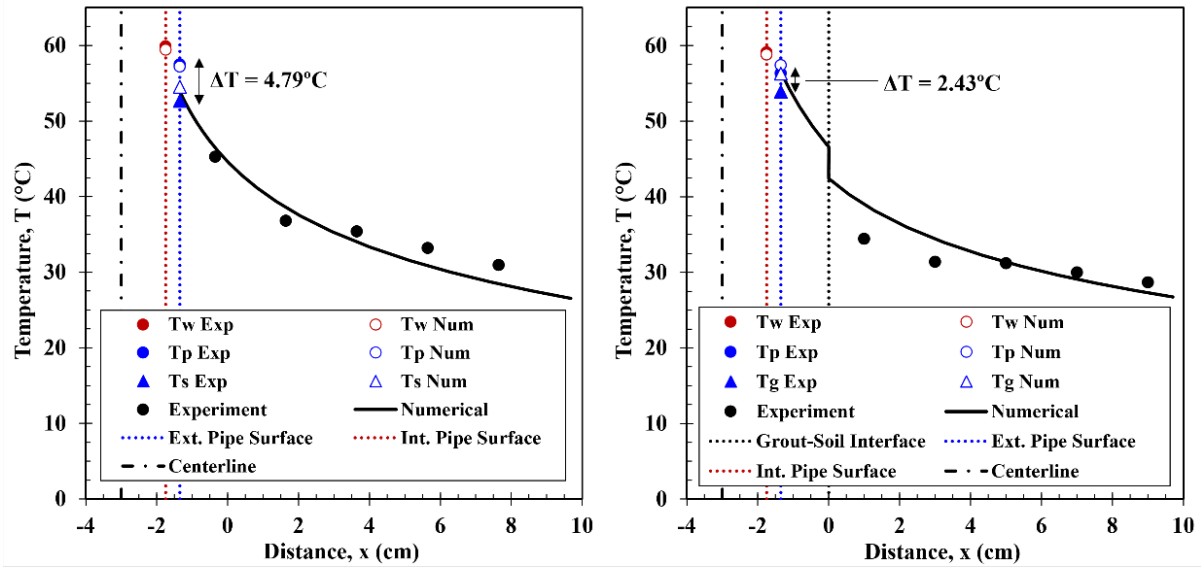 60
50
40
30
20
10
0
-4
-2
0
2
4
6
8
10
Temperature, T (°C)
Distance, x (cm)
ΔT = 4.79°C
Tw Exp
Tw Num
Tp Exp
Tp Num
Ts Exp
Ts Num
Experiment
Numerical
Ext. Pipe Surface
Int. Pipe Surface
Centerline
60
50
40
30
20
10
0
-4
-2
0
2
4
6
8
10
Temperature, T (°C)
Distance, x (cm)
ΔT = 2.43°C
Tw Exp
Tw Num
Tp Exp
Tp Num
Tg Exp
Tg Num
Experiment
Numerical
Grout-Soil Interface
Ext. Pipe Surface
Int. Pipe Surface
Centerline